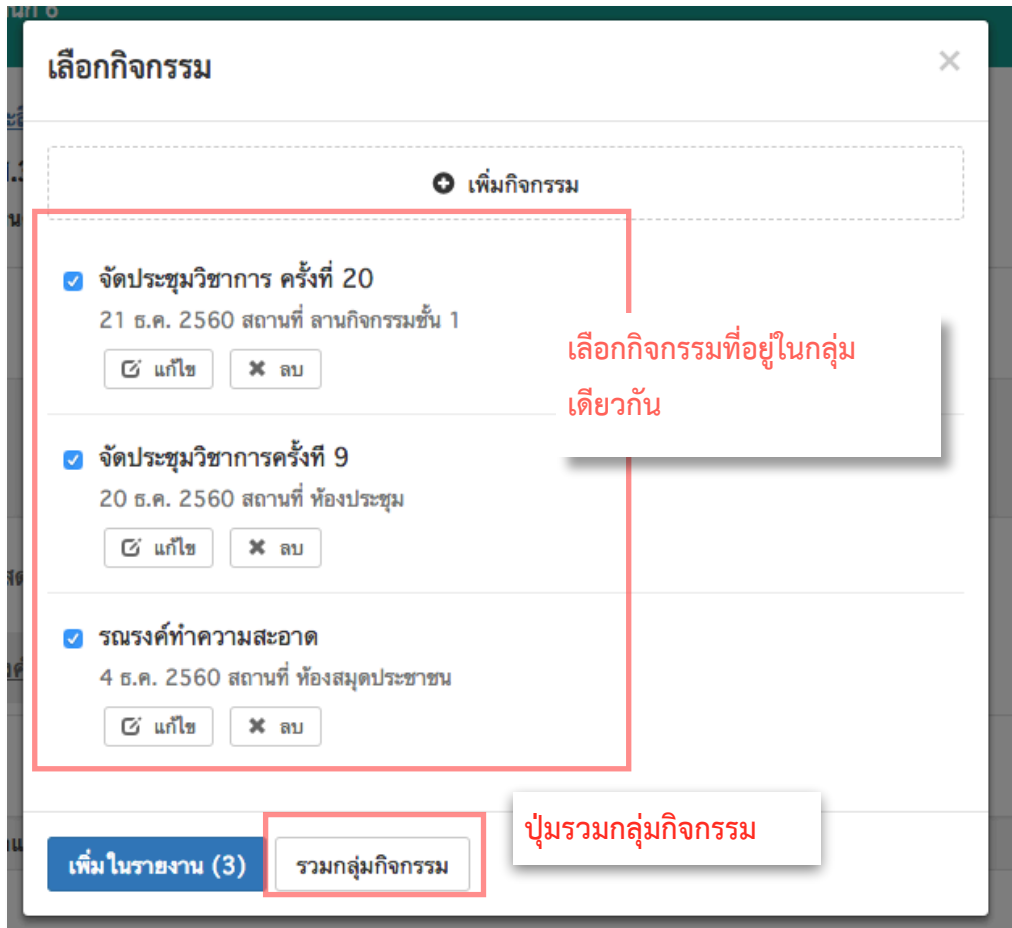 เลือกกิจกรรม
เพิ่มกิจกรรม
จัดประชุมวิชาการ ครั้งที่ 20
21 ธ.ค. 2560 สถานที่ ลานกิจกรรมชั้น 1
แก้ไข ลบ
เลือกกิจกรรมที่อยู่ในกลุ่ม
เดียวกัน
จัดประชุมวิชาการครั้งที 9
20 ธ.ค. 2560 สถานที่ ห้องประชุม
แก้ไข ลบ
รณรงค์ทำความสะอาด
4 ธ.ค. 2560 สถานที่ ห้องสมุดประชาชน
แก้ไข ลบ
ปุ่มรวมกลุ่มกิจกรรม
เพิ่มในรายงาน (3) รวมกลุ่มกิจกรรม